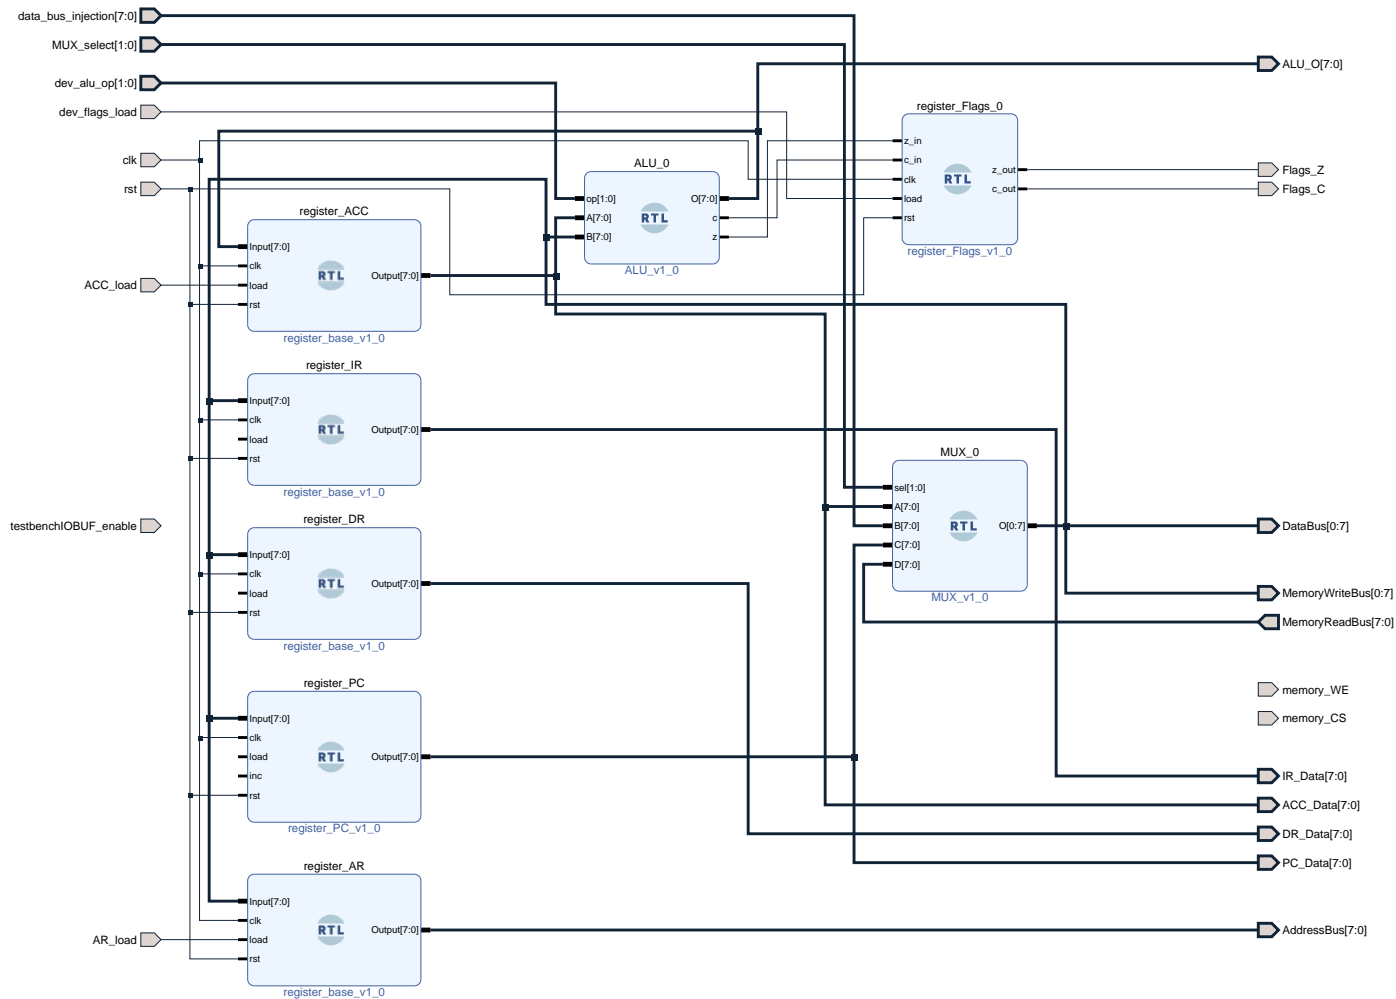 data_bus_injection[7:0]
MUX_select[1:0]
dev_alu_op[1:0]
dev_flags_load
clk
rst
ACC_load
testbenchIOBUF_enable
AR_load
register_ACC
Input[7:0]
clk
load
rst
RTL
Output[7:0]
register_base_v1_0
register_IR
Input[7:0]
clk
load
rst
RTL
Output[7:0]
register_base_v1_0
register_DR
Input[7:0]
clk
load
rst
RTL
Output[7:0]
register_base_v1_0
register_PC
Input[7:0]
clk
load
inc
rst
RTL
Output[7:0]
register_PC_v1_0
register_AR
Input[7:0]
clk
load
rst
RTL
Output[7:0]
register_base_v1_0
ALU_0
op[1:0]
A[7:0]
B[7:0]
RTL
O[7:0]
c
z
ALU_v1_0
register_Flags_0
z_in
c_in
clk
load
rst
RTL
z_out
c_out
register_Flags_v1_0
MUX_0
sel[1:0]
A[7:0]
B[7:0]
C[7:0]
D[7:0]
RTL
O[0:7]
MUX_v1_0
ALU_O[7:0]
Flags_Z
Flags_C
DataBus[0:7]
MemoryWriteBus[0:7]
MemoryReadBus[7:0]
memory_WE
memory_CS
IR_Data[7:0]
ACC_Data[7:0]
DR_Data[7:0]
PC_Data[7:0]
AddressBus[7:0]